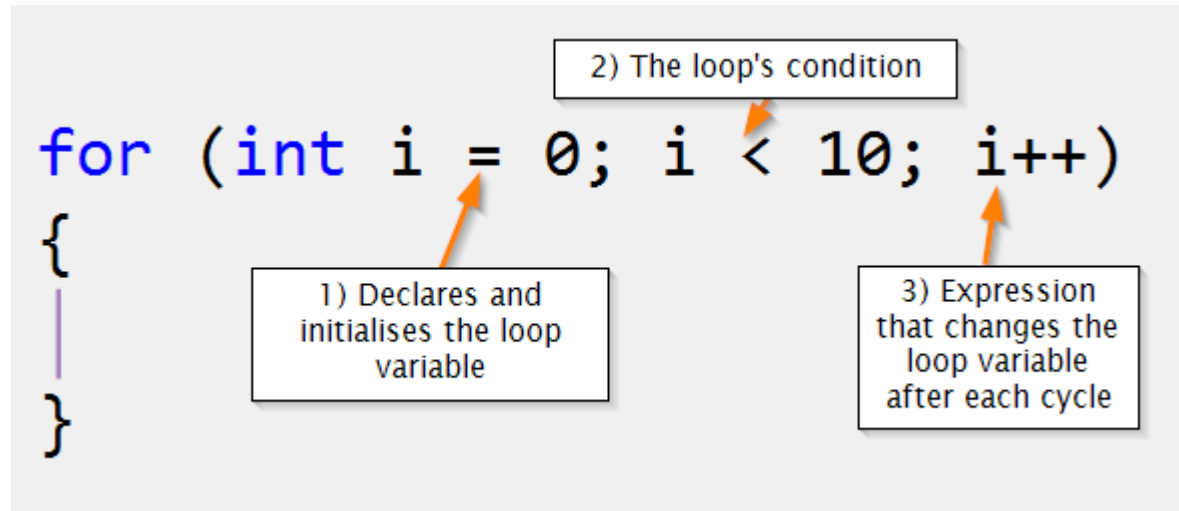 2) The loop's condition
for (int i = 0; i < 10; i++)
{
1) Declares and
initialises the loop
variable
3) Expression
that changes the
loop variable
after each cycle
}